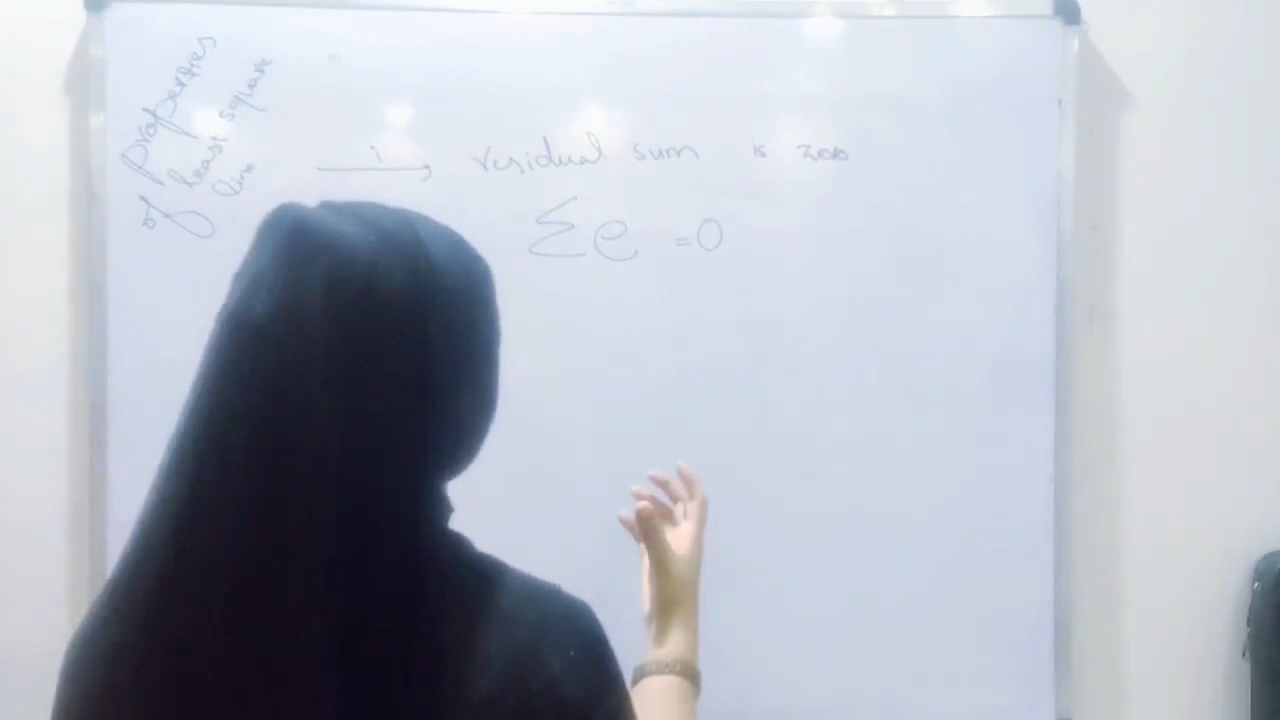 properties
of least square
line
i → residual sum is zero
Σe = 0